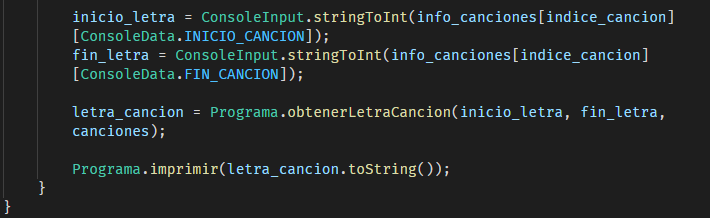 inicio_letra = ConsoleInput.stringToInt(info_canciones[indice_cancion]
[ConsoleData.INICIO_CANCION]);
fin_letra = ConsoleInput.stringToInt(info_canciones[indice_cancion]
[ConsoleData.FIN_CANCION]);
letra_cancion = Programa.obtenerLetraCancion(inicio_letra, fin_letra,
canciones);
Programa.imprimir(letra_cancion.toString());
}
}